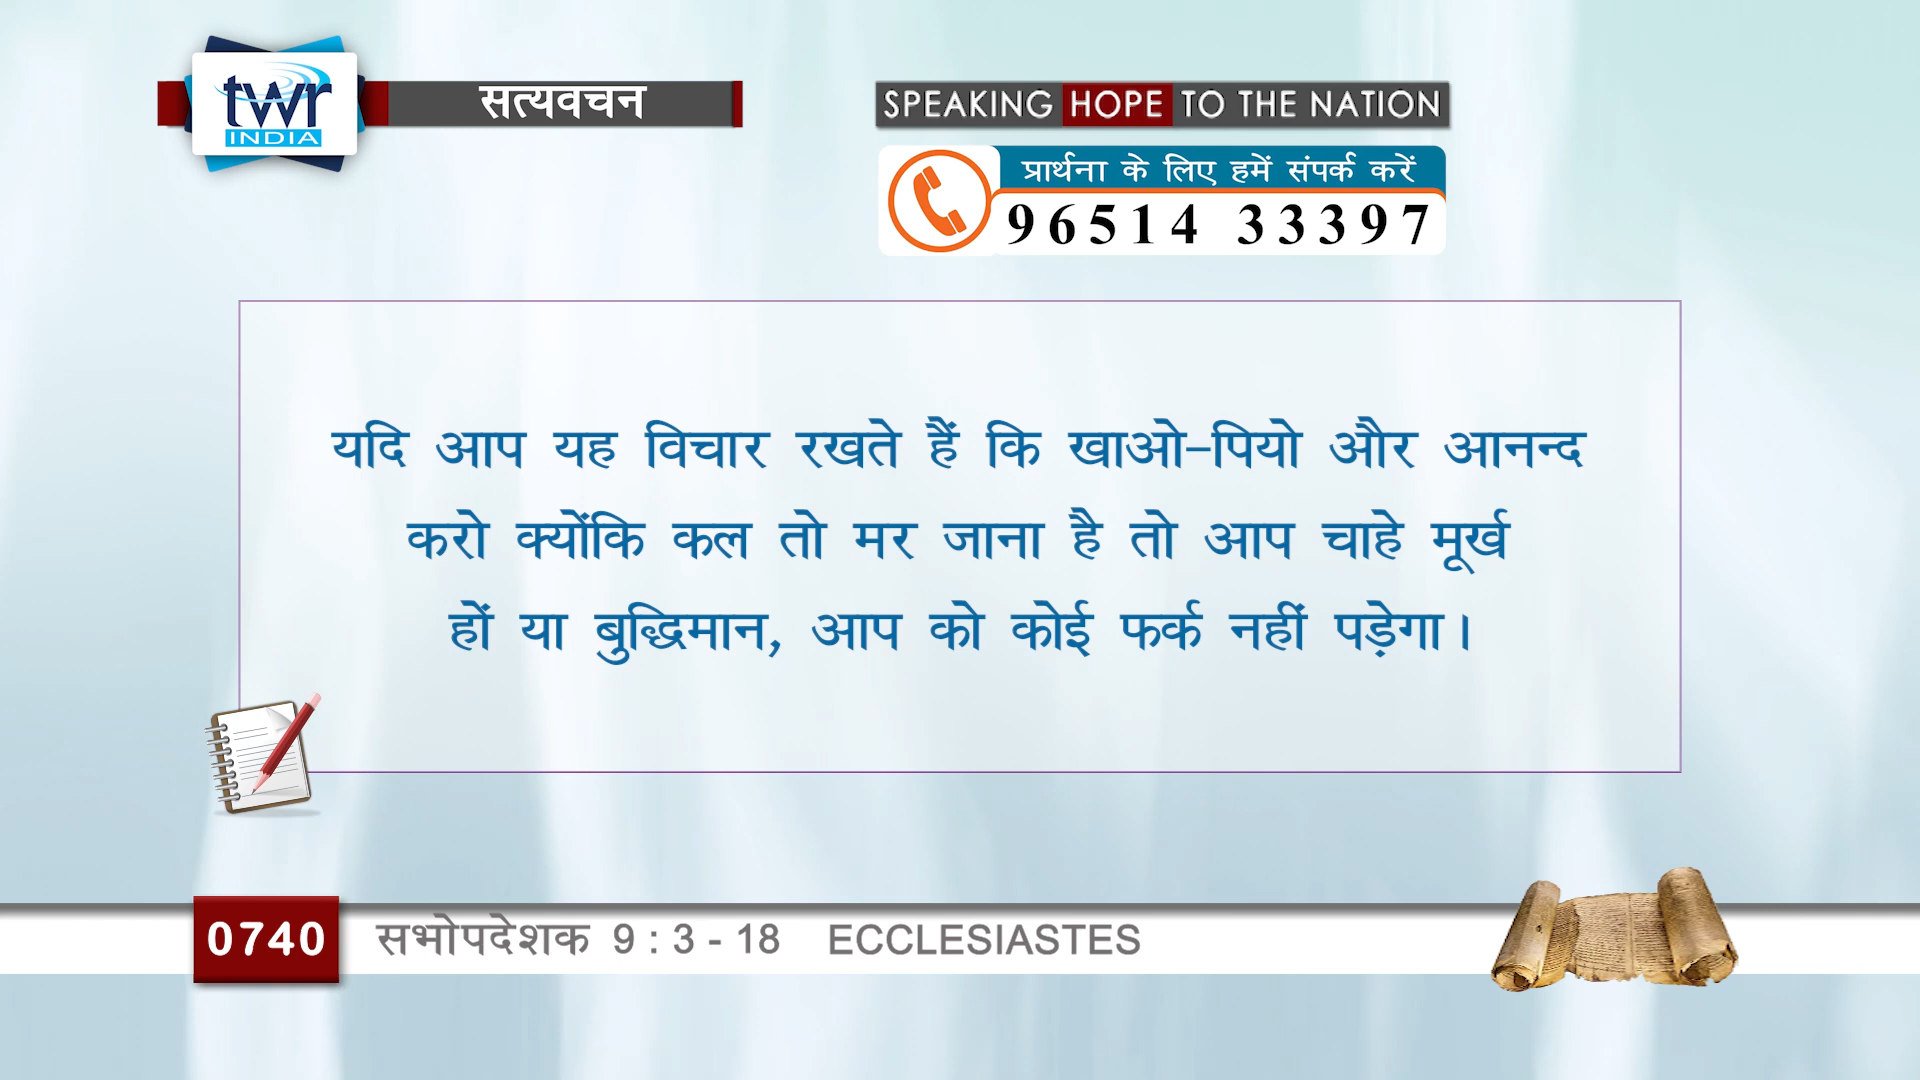 twr
INDIA
सत्यवचन
SPEAKING HOPE TO THE NATION
प्रार्थना के लिए हमें संपर्क करें
96514 33397
यदि आप यह विचार रखते हैं कि खाओ-पियो और आनन्द
करो क्योंकि कल तो मर जाना है तो आप चाहे मूर्ख
हों या बुद्धिमान, आप को कोई फर्क नहीं पड़ेगा।
0740
सभोपदेशक 9 : 3 - 18 ECCLESIASTES